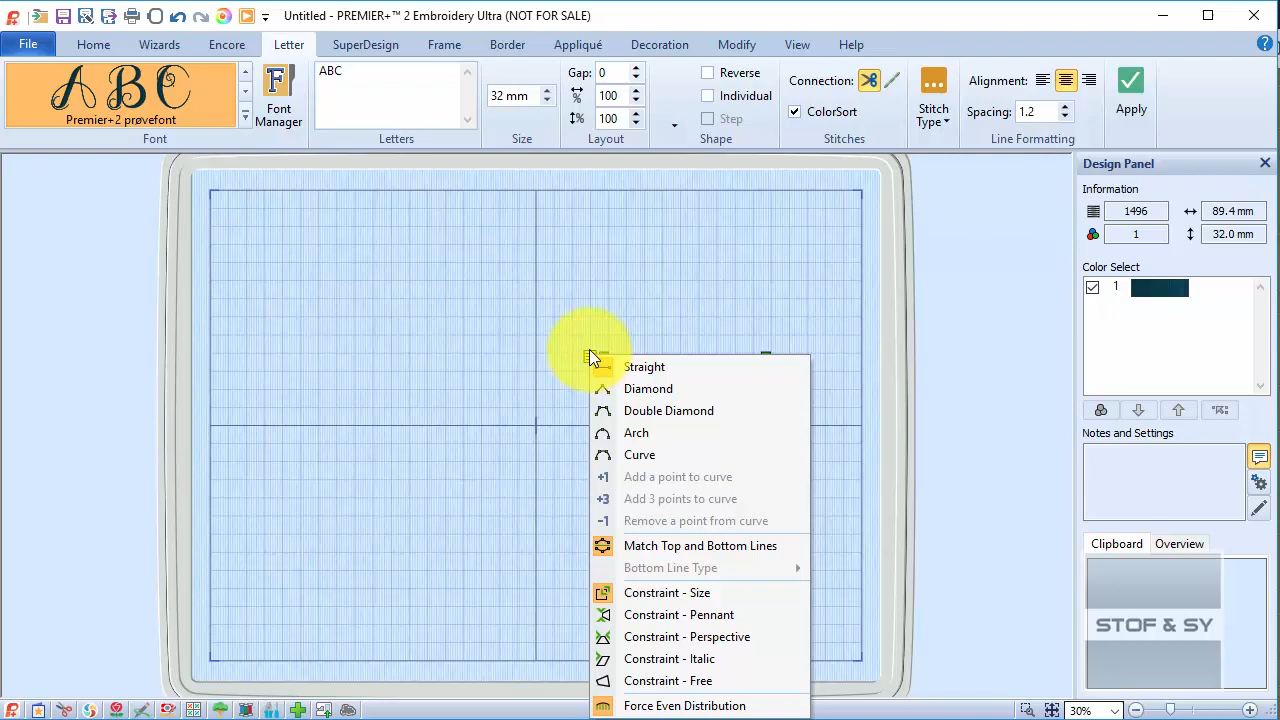 Untitled - PREMIER+™ 2 Embroidery Ultra (NOT FOR SALE)
File Home Wizards Encore Letter SuperDesign Frame Border Appliqué Decoration Modify View Help
ABC
Premier+2 prøvefont
Font
Font Manager
ABC
Letters
32 mm
Size
Gap: 0
% 100
% 100
Layout
Reverse
Individual
Step
Shape
Connection:
ColorSort
Stitches
Stitch Type
Alignment:
Spacing: 1.2
Line Formatting
Apply
Straight
Diamond
Double Diamond
Arch
Curve
+1 Add a point to curve
+3 Add 3 points to curve
-1 Remove a point from curve
Match Top and Bottom Lines
Bottom Line Type
Constraint - Size
Constraint - Pennant
Constraint - Perspective
Constraint - Italic
Constraint - Free
Force Even Distribution
Design Panel
Information
1496 89.4 mm
1 32.0 mm
Color Select
1
Notes and Settings
Clipboard Overview
STOF & SY
30%